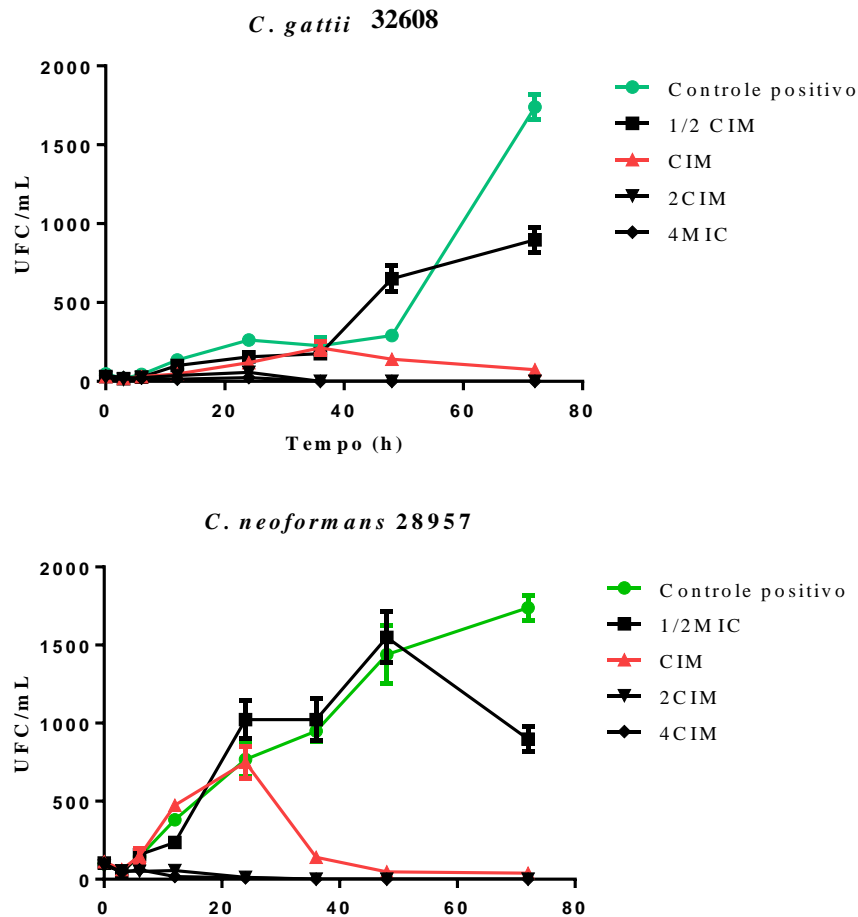 C. gattii 32608
2000
1500
1000
500
0
UFC/mL
0 20 40 60 80
Tempo (h)
Controle positivo
1/2 CIM
CIM
2CIM
4MIC
C. neoformans 28957
2000
1500
1000
500
0
UFC/mL
0 20 40 60 80
Controle positivo
1/2MIC
CIM
2CIM
4CIM